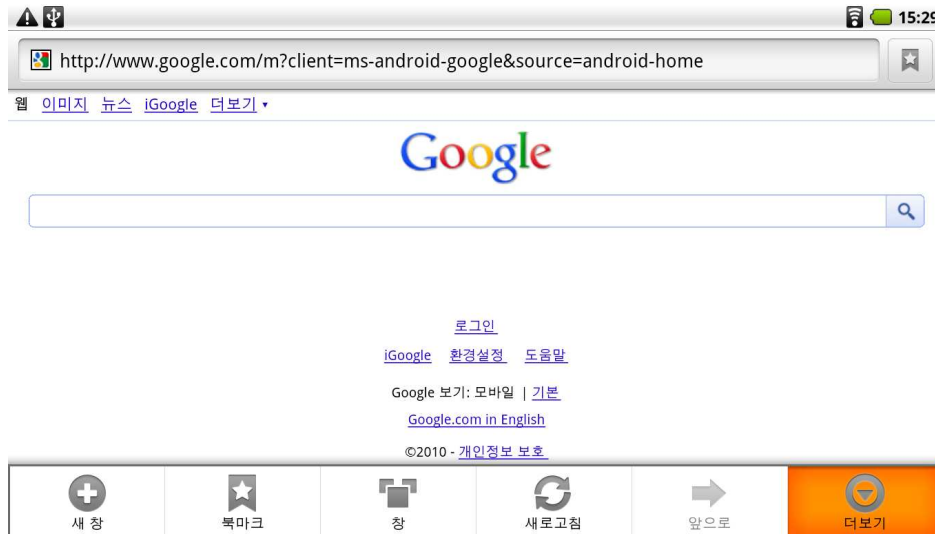 15:29
http://www.google.com/m?client=ms-android-google&source=android-home
웹 이미지 뉴스 iGoogle 더보기 ▾
Google
로그인
iGoogle 환경설정 도움말
Google 보기: 모바일 | 기본
Google.com in English
©2010 - 개인정보 보호
새 창 북마크 창 새로고침 앞으로 더보기